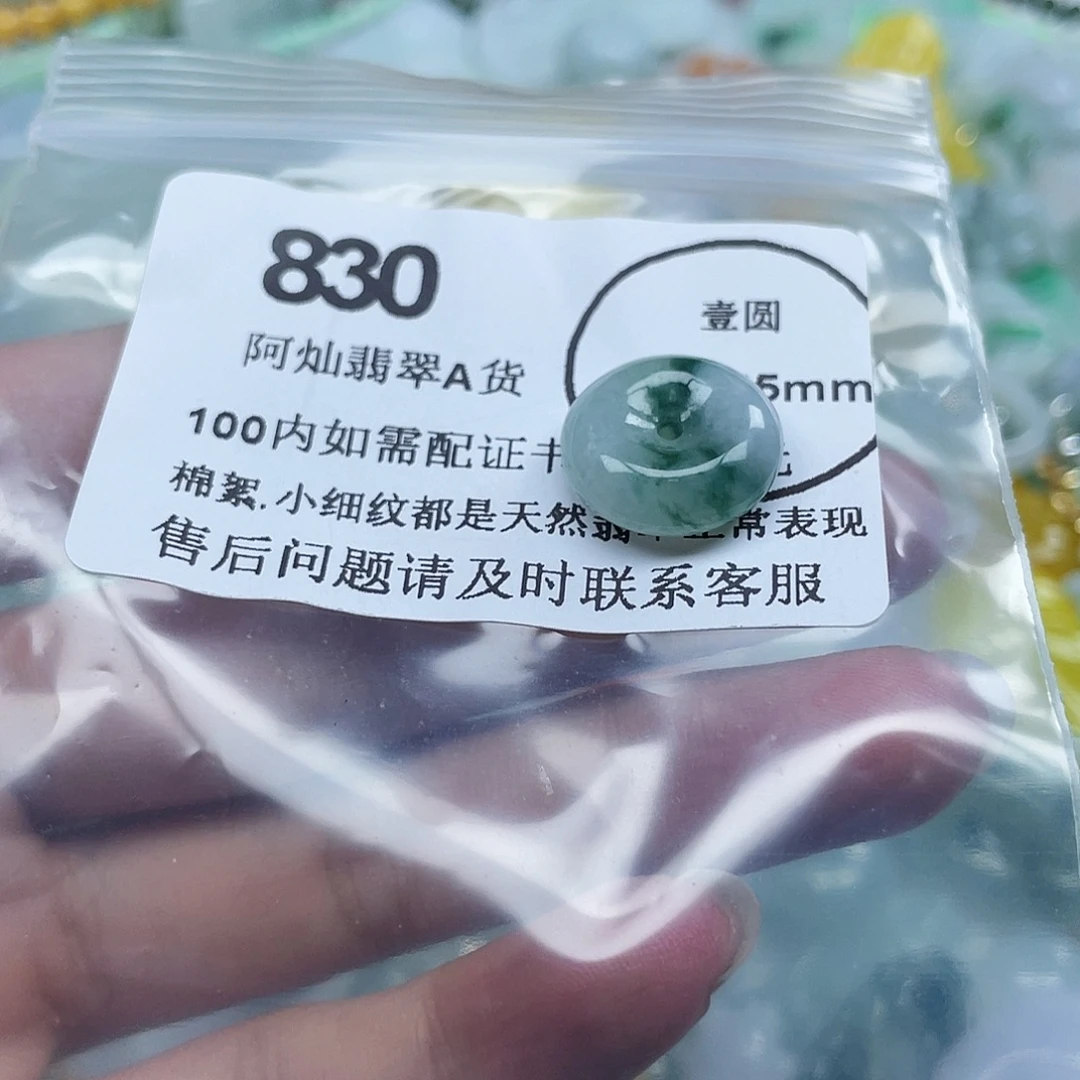 830
阿灿翡翠A货
壹圆
5mm
100内如需配证
棉絮.小细纹都是天然翡 正常表现
售后问题请及时联系客服